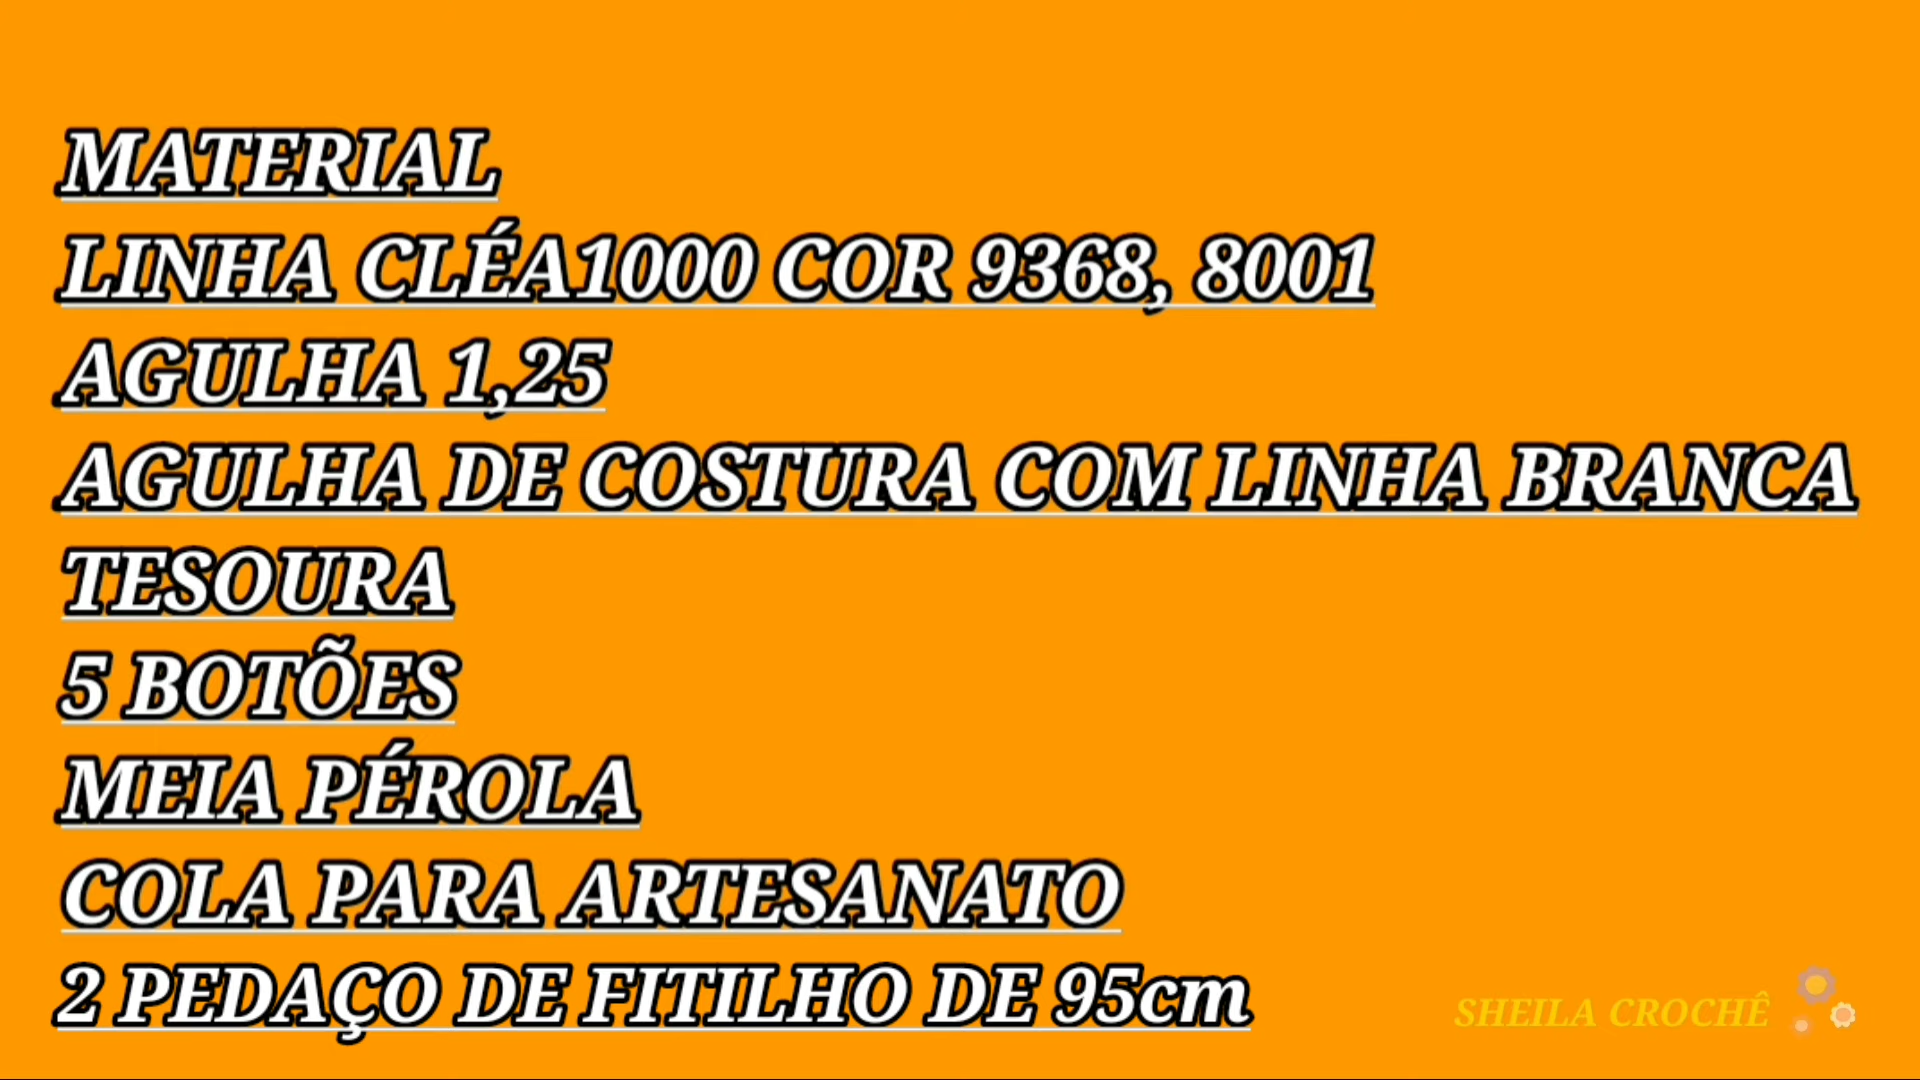 MATERIAL
LINHA CLÉA1000 COR 9368, 8001
AGULHA 1,25
AGULHA DE COSTURA COM LINHA BRANCA
TESOURA
5 BOTÕES
MEIA PÉROLA
COLA PARA ARTESANATO
2 PEDAÇO DE FITILHO DE 95cm
SHEILA CROCHÊ